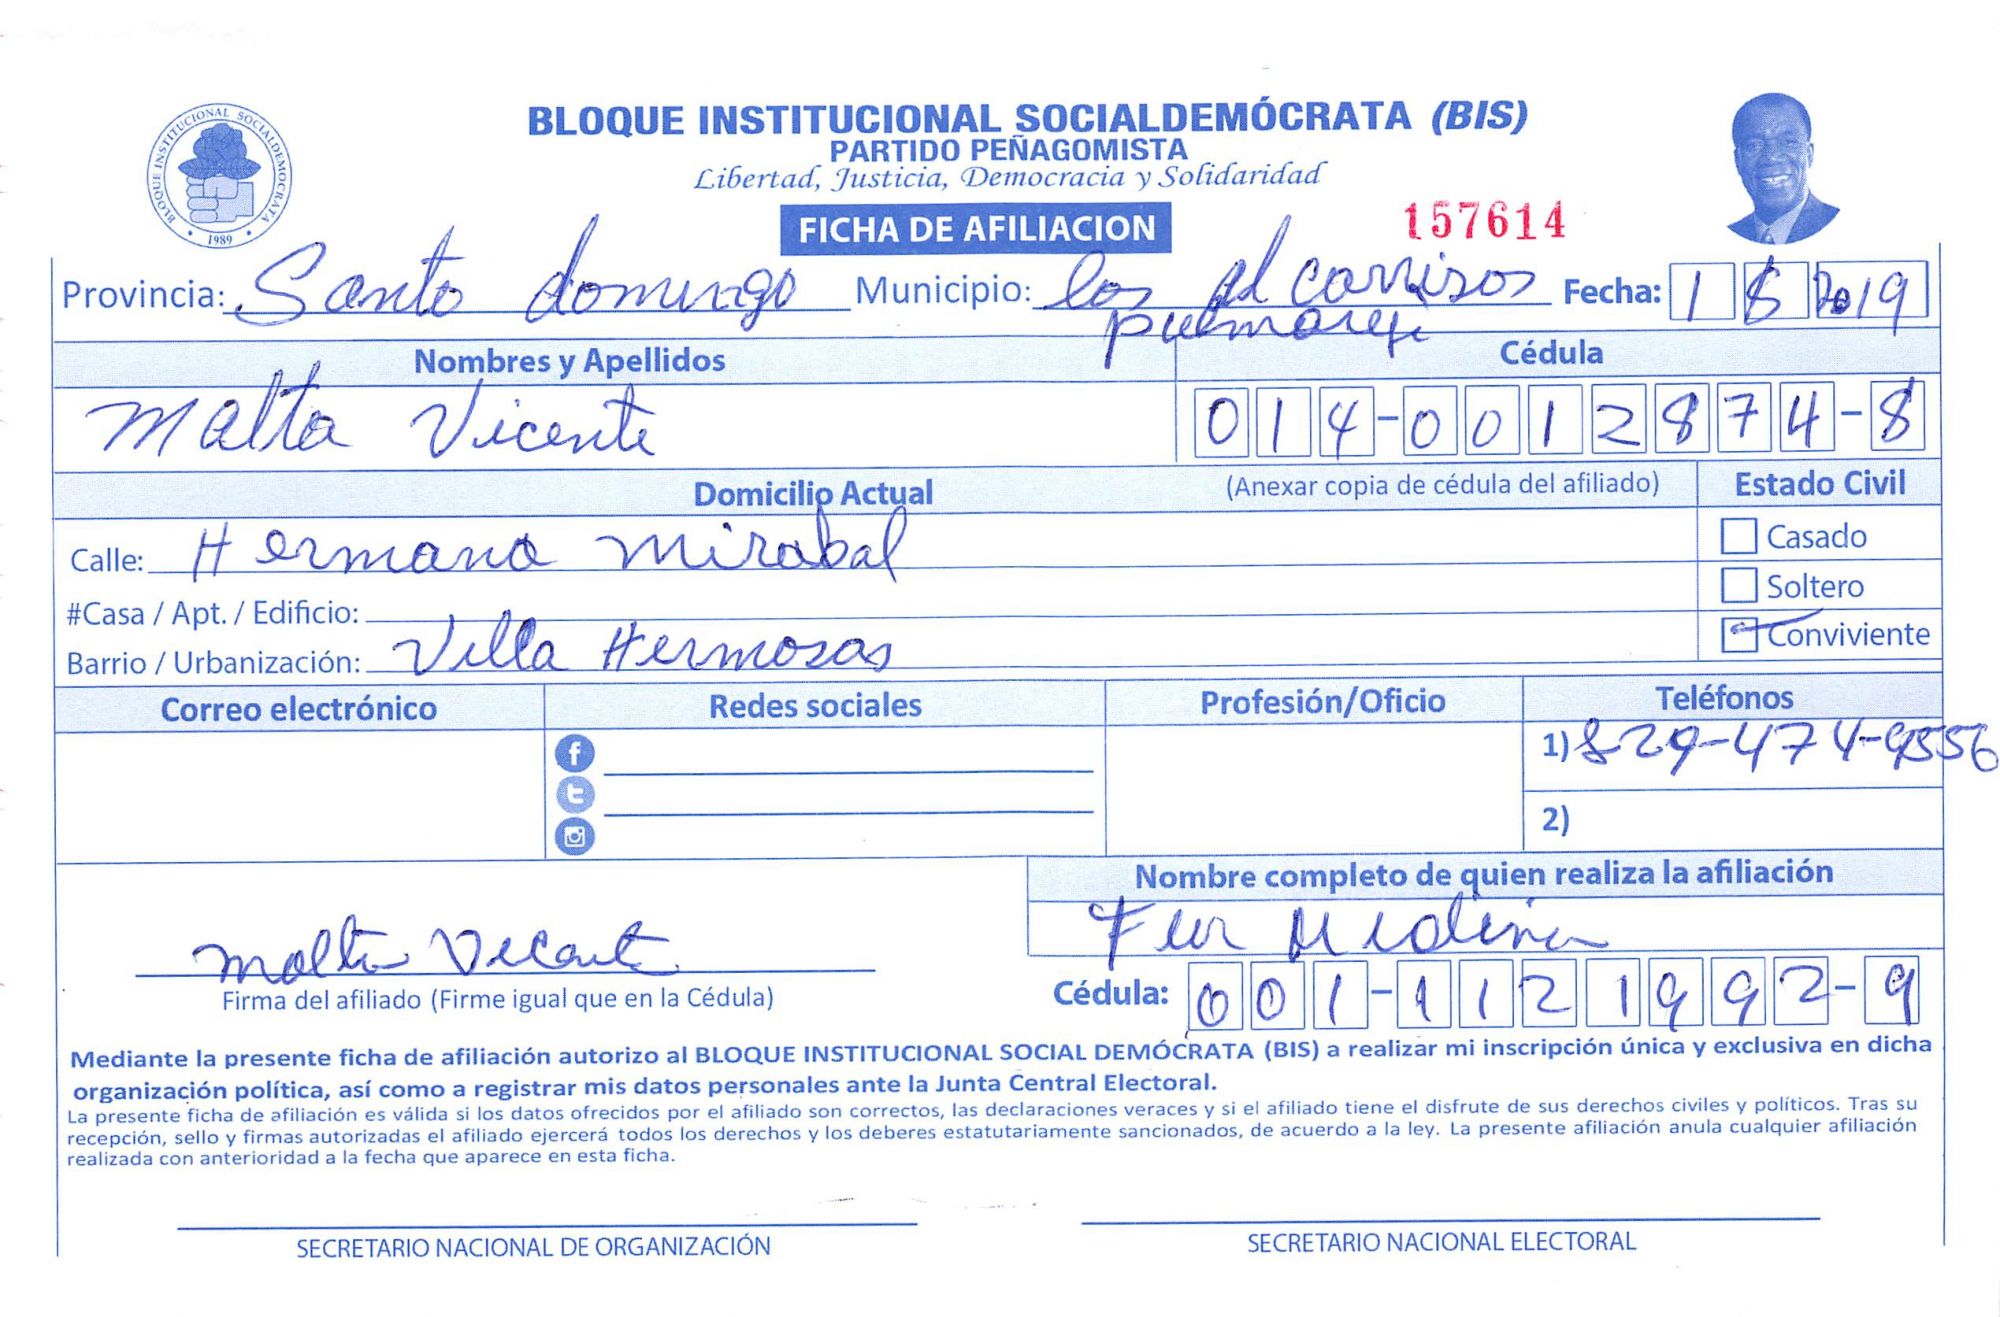 BLOQUE INSTITUCIONAL SOCIALDEMOCRATA
1989
BLOQUE INSTITUCIONAL SOCIALDEMÓCRATA (BIS)
PARTIDO PEÑAGOMISTA
Libertad, Justicia, Democracia y Solidaridad
FICHA DE AFILIACION
157614
Provincia: Santo domingo Municipio: los Alcarrisos Fecha: 1 8 2019
Nombres y Apellidos Cédula
Malta Vicente 014-0012874-8
Domicilio Actual (Anexar copia de cédula del afiliado) Estado Civil
Calle: Hermana Mirabal
Casado
#Casa / Apt. / Edificio:
Soltero
Barrio / Urbanización: Villa Hermosas
Conviviente
Correo electrónico Redes sociales Profesión/Oficio Teléfonos
1) 829-474-9556
2)
Nombre completo de quien realiza la afiliación
Medina
Malta Vicente
Firma del afiliado (Firme igual que en la Cédula)
Cédula: 001-1121992-9
Mediante la presente ficha de afiliación autorizo al BLOQUE INSTITUCIONAL SOCIAL DEMÓCRATA (BIS) a realizar mi inscripción única y exclusiva en dicha
organización política, así como a registrar mis datos personales ante la Junta Central Electoral.
La presente ficha de afiliación es válida si los datos ofrecidos por el afiliado son correctos, las declaraciones veraces y si el afiliado tiene el disfrute de sus derechos civiles y políticos. Tras su
recepción, sello y firmas autorizadas el afiliado ejercerá todos los derechos y los deberes estatutariamente sancionados, de acuerdo a la ley. La presente afiliación anula cualquier afiliación
realizada con anterioridad a la fecha que aparece en esta ficha.
SECRETARIO NACIONAL DE ORGANIZACIÓN
SECRETARIO NACIONAL ELECTORAL